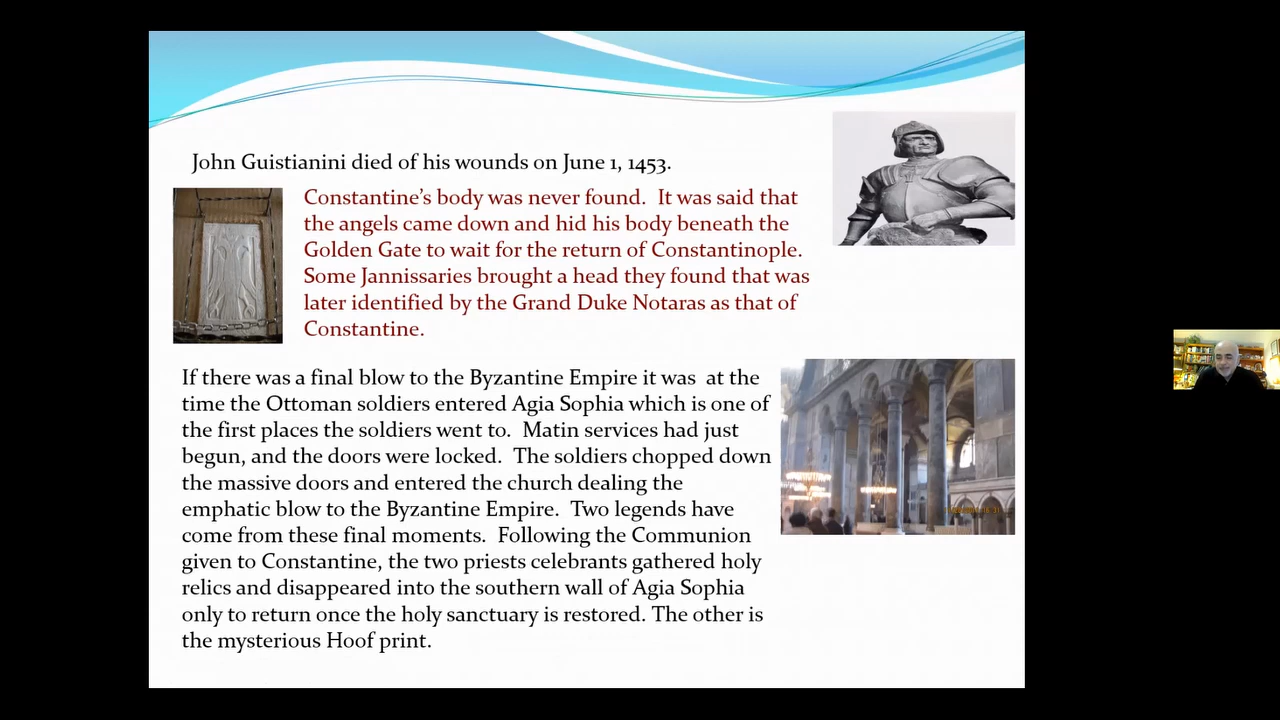 John Guistianini died of his wounds on June 1, 1453.
Constantine’s body was never found.  It was said that
the angels came down and hid his body beneath the
Golden Gate to wait for the return of Constantinople.
Some Jannissaries brought a head they found that was
later identified by the Grand Duke Notaras as that of
Constantine.
If there was a final blow to the Byzantine Empire it was  at the
time the Ottoman soldiers entered Agia Sophia which is one of
the first places the soldiers went to.  Matin services had just
begun, and the doors were locked.  The soldiers chopped down
the massive doors and entered the church dealing the
emphatic blow to the Byzantine Empire.  Two legends have
come from these final moments.  Following the Communion
given to Constantine, the two priests celebrants gathered holy
relics and disappeared into the southern wall of Agia Sophia
only to return once the holy sanctuary is restored. The other is
the mysterious Hoof print.